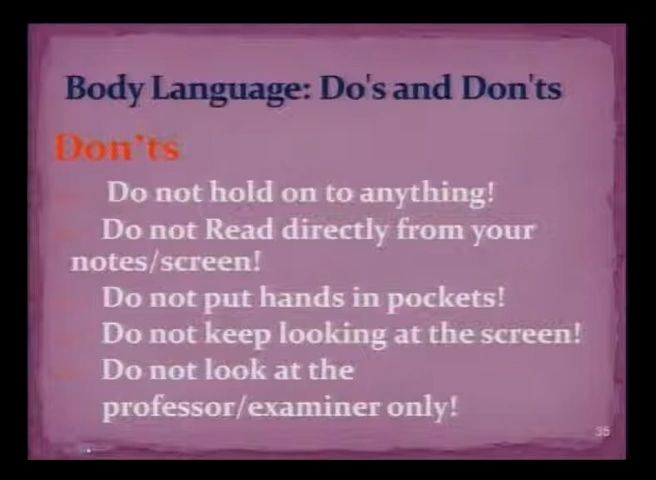 Body Language: Do's and Don'ts
Don'ts
Do not hold on to anything!
Do not Read directly from your
notes/screen!
Do not put hands in pockets!
Do not keep looking at the screen!
Do not look at the
professor/examiner only!
35